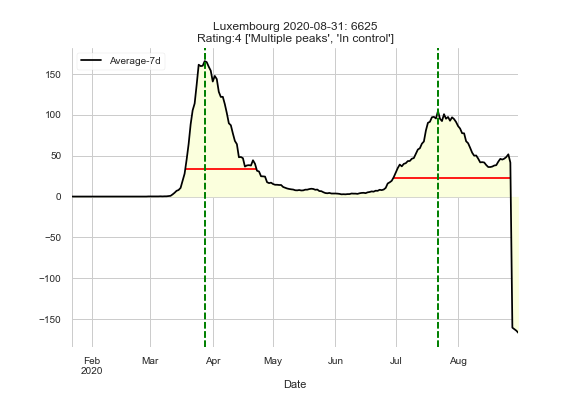 Luxembourg 2020-08-31: 6625
Rating:4 ['Multiple peaks', 'In control']
Average-7d
150
100
50
0
−50
−100
−150
Feb
2020
Mar
Apr
May
Jun
Jul
Aug
Date